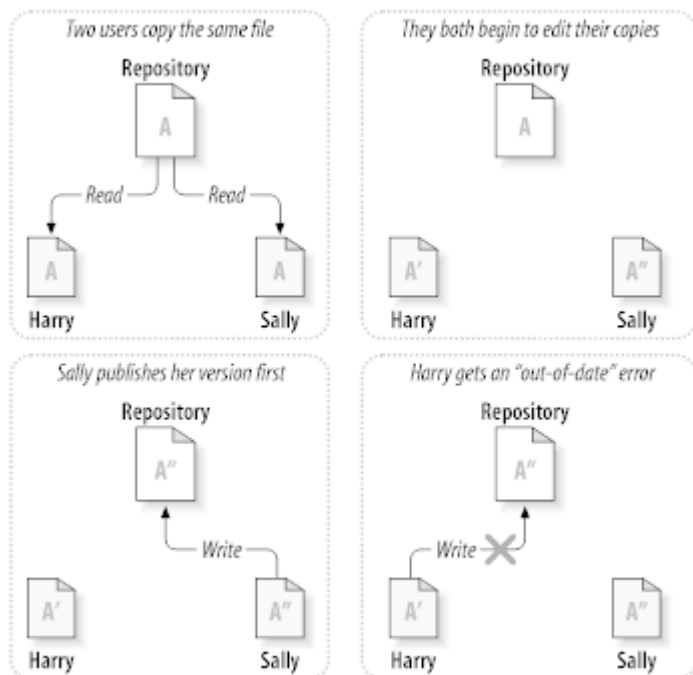 Two users copy the same file
Repository
A
Read Read
A A
Harry Sally
They both begin to edit their copies
Repository
A
A′ A″
Harry Sally
Sally publishes her version first
Repository
A″
Write
A′ A″
Harry Sally
Harry gets an “out-of-date” error
Repository
A″
Write
A′ A″
Harry Sally